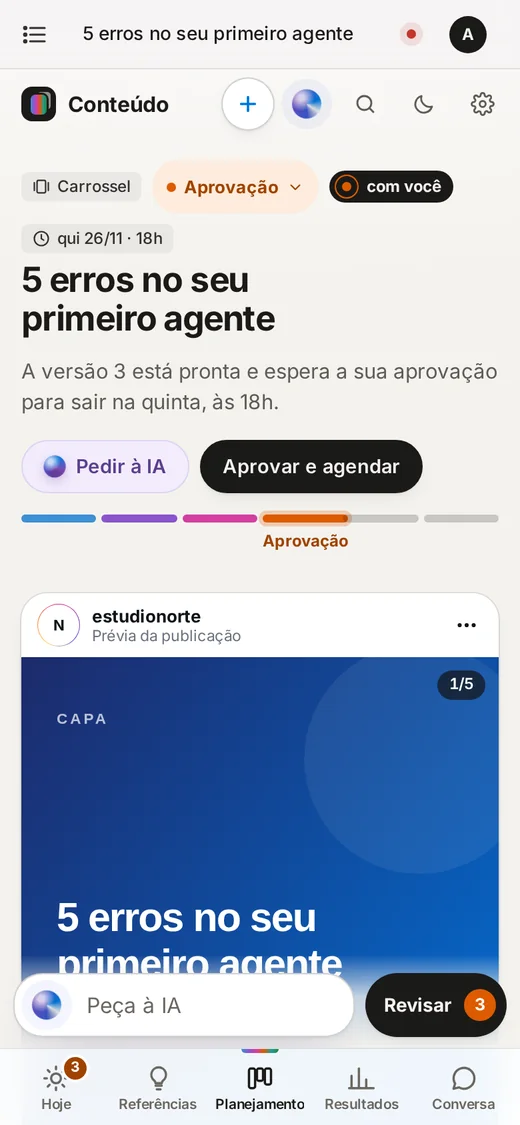 5 erros no seu primeiro agente
A
Conteúdo
Carrossel
Aprovação
com você
qui 26/11 · 18h
5 erros no seu
primeiro agente
A versão 3 está pronta e espera a sua aprovação
para sair na quinta, às 18h.
Pedir à IA
Aprovar e agendar
Aprovação
N
estudionorte
Prévia da publicação
1/5
CAPA
5 erros no seu
primeiro agente
Peça à IA
Revisar 3
3
Hoje
Referências
Planejamento
Resultados
Conversa